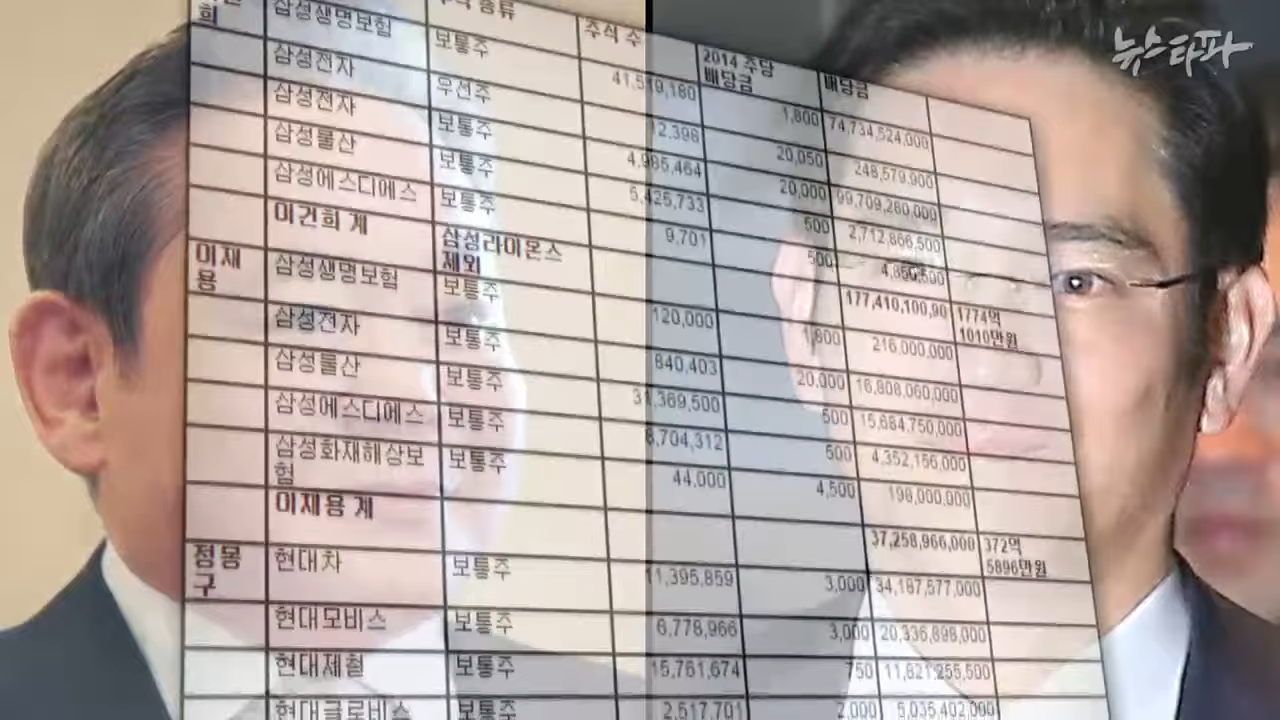 뉴스타파
종류 주식 수 2014 주당
배당금 배당금
희 삼성생명보험 보통주 41,519,180 1,800 74,734,524,000
삼성전자 우선주 12,398 20,050 248,579,900
삼성전자 보통주 4,985,464 20,000 99,709,280,000
삼성물산 보통주 5,425,733 500 2,712,866,500
삼성에스디에스 보통주 9,701 500 4,850,500
이건희 계 삼성라이온스
제외 177,410,100,90 1774억
1010만원
이재
용 삼성생명보험 보통주 120,000 1,800 216,000,000
삼성전자 보통주 840,403 20,000 16,808,060,000
삼성물산 보통주 31,369,500 500 15,684,750,000
삼성에스디에스 보통주 8,704,312 500 4,352,156,000
삼성화재해상보
험 보통주 44,000 4,500 198,000,000
이재용 계 37,258,966,000 372억
5896만원
정몽
구 현대차 보통주 11,395,859 3,000 34,187,577,000
현대모비스 보통주 6,778,966 3,000 20,336,898,000
현대제철 보통주 15,761,674 750 11,821,255,500
현대글로비스 보통주 2,517,701 2,000 5,035,402,000